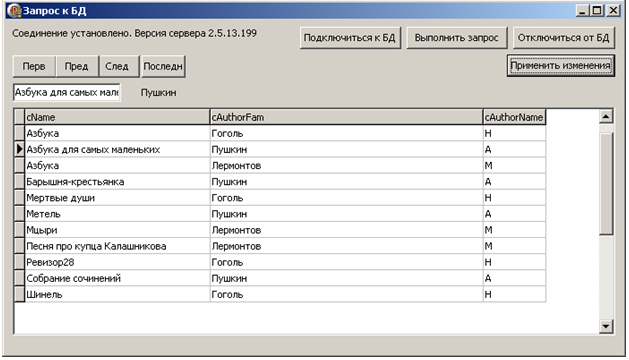 Запрос к БД
Соединение установлено. Версия сервера 2.5.13.199
Подключиться к БД Выполнить запрос Отключиться от БД
Перв Пред След Последн Применить изменения
Азбука для самых мале Пушкин
cName cAuthorFam cAuthorName
Азбука Гоголь Н
Азбука для самых маленьких Пушкин А
Азбука Лермонтов М
Барышня-крестьянка Пушкин А
Мертвые души Гоголь Н
Метель Пушкин А
Мцыри Лермонтов М
Песня про купца Калашникова Лермонтов М
Ревизор28 Гоголь Н
Собрание сочинений Пушкин А
Шинель Гоголь Н